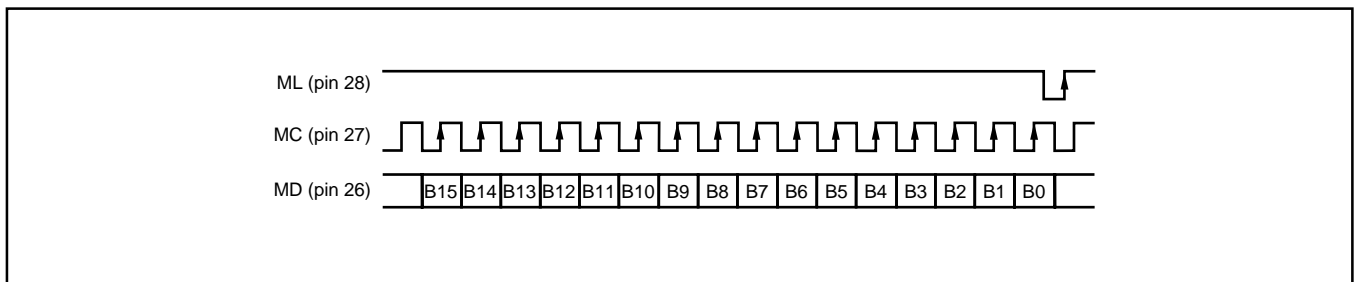 ML (pin 28)
MC (pin 27)
MD (pin 26)
B15 B14 B13 B12 B11 B10 B9 B8 B7 B6 B5 B4 B3 B2 B1 B0